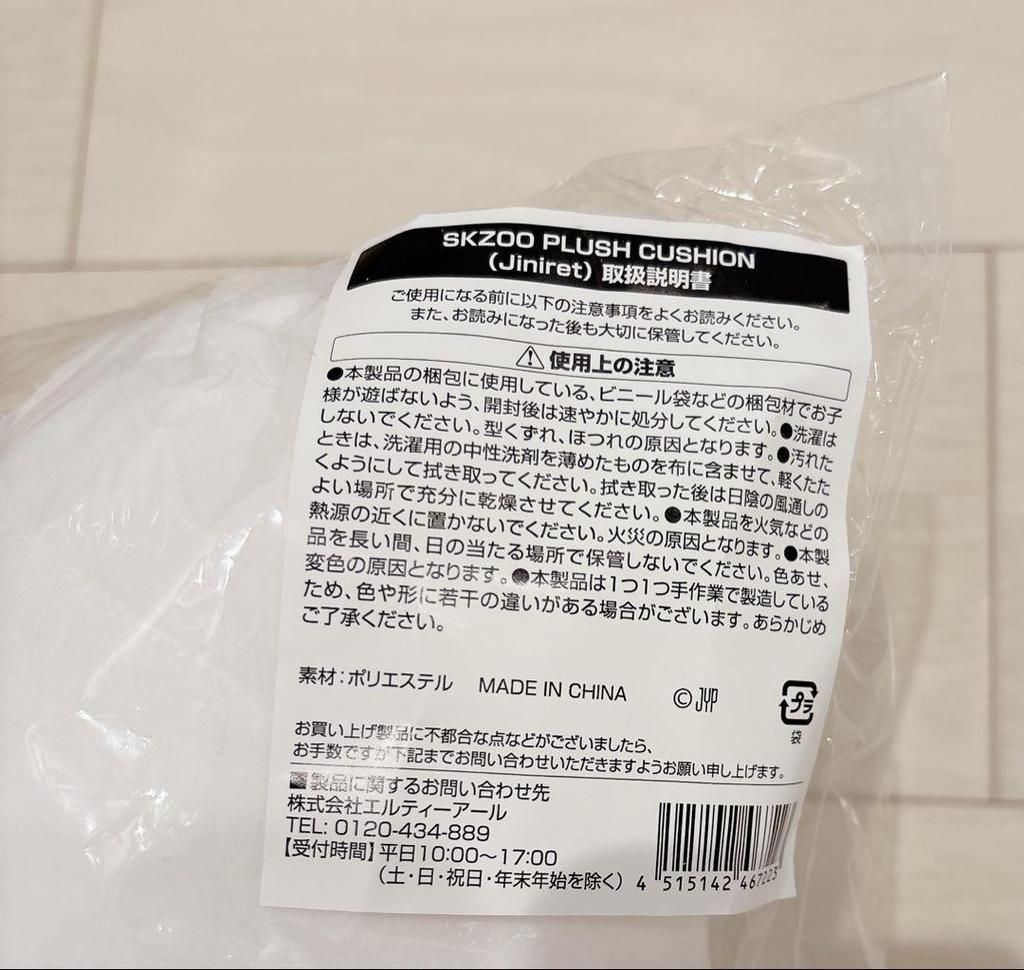 SKZOO PLUSH CUSHION
(Jiniret) 取扱説明書
ご使用になる前に以下の注意事項をよくお読みください。
また、お読みになった後も大切に保管してください。
⚠使用上の注意
●本製品の梱包に使用している、ビニール袋などの梱包材でお子
様が遊ばないよう、開封後は速やかに処分してください。●洗濯は
しないでください。型くずれ、ほつれの原因となります。●汚れた
ときは、洗濯用の中性洗剤を薄めたものを布に含ませて、軽くたた
くようにして拭き取ってください。拭き取った後は日陰の風通しの
よい場所で充分に乾燥させてください。●本製品を火気などの
熱源の近くに置かないでください。火災の原因となります。●本製
品を長い間、日の当たる場所で保管しないでください。色あせ、
変色の原因となります。●本製品は1つ1つ手作業で製造している
ため、色や形に若干の違いがある場合がございます。あらかじめ
ご了承ください。
素材：ポリエステル MADE IN CHINA ©JYP プラ
袋
お買い上げ製品に不都合な点などがございましたら、
お手数ですが下記までお問い合わせいただきますようお願い申し上げます。
■製品に関するお問い合わせ先
株式会社エルティーアール
TEL: 0120-434-889
【受付時間】平日10:00～17:00
（土・日・祝日・年末年始を除く）
4 515142 467223